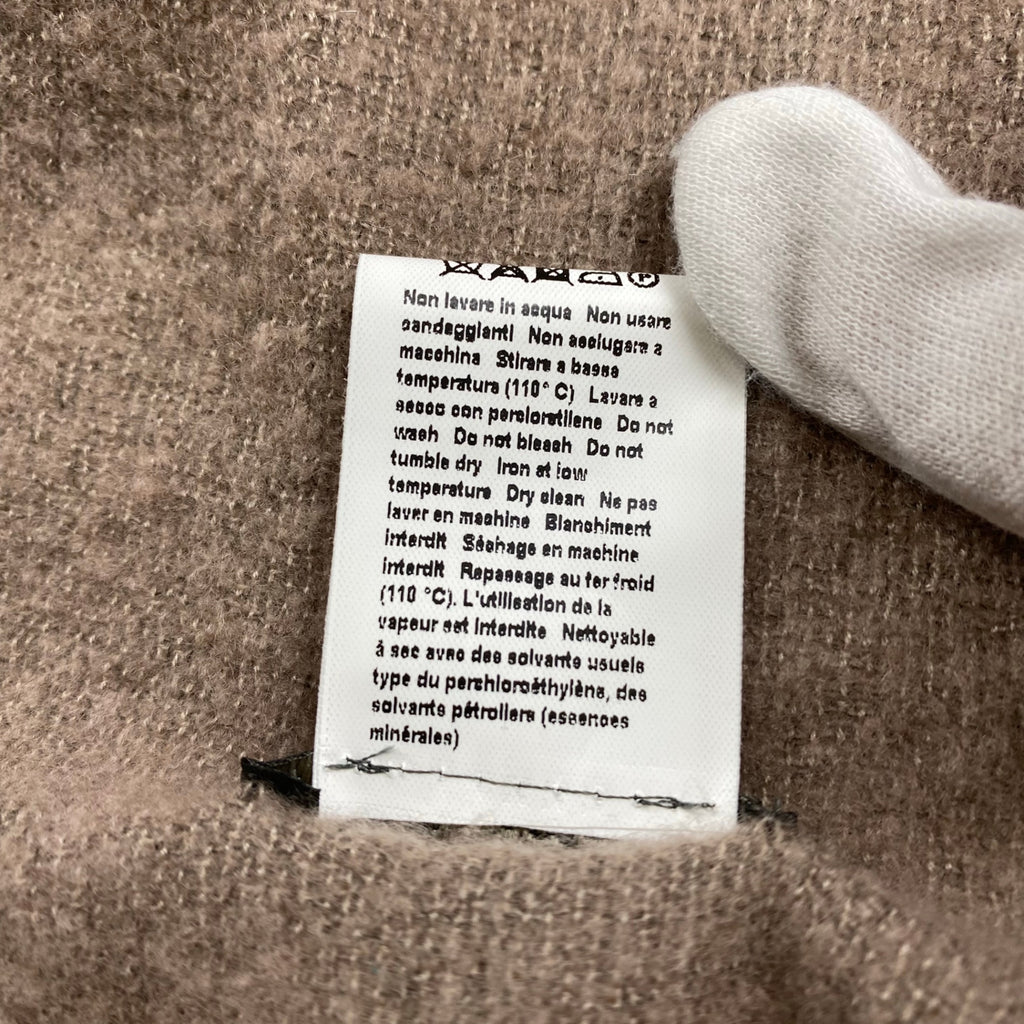 Non lavare in acqua Non usare
candeggianti Non asciugare a
macchina Stirare a bassa
temperatura (110° C) Lavare a
secco con percloretilene Do not
wash Do not bleach Do not
tumble dry Iron at low
temperature Dry clean Ne pas
laver en machine Blanchiment
interdit Séchage en machine
interdit Repassage au fer froid
(110 °C). L'utilisation de la
vapeur est interdite Nettoyable
à sec avec des solvants usuels
type du perchloroéthylène, des
solvants pétroliers (essences
minérales)